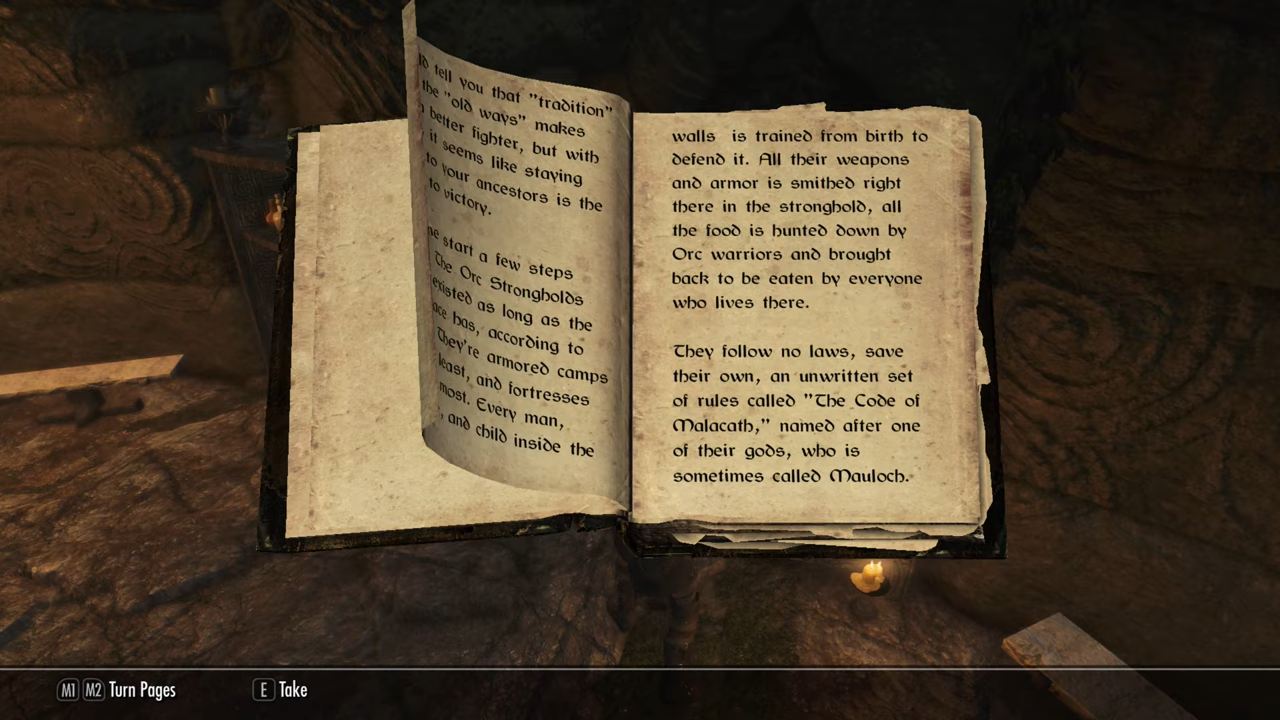 tell you that "tradition"
the "old ways" makes
better fighter, but with
it seems like staying
to your ancestors is the
to victory.
start a few steps
The Orc Strongholds
existed as long as the
has, according to
They're armored camps
least, and fortresses
most. Every man,
, and child inside the
walls is trained from birth to
defend it. All their weapons
and armor is smithed right
there in the stronghold, all
the food is hunted down by
Orc warriors and brought
back to be eaten by everyone
who lives there.
They follow no laws, save
their own, an unwritten set
of rules called "The Code of
Malacath," named after one
of their gods, who is
sometimes called Mauloch.
M1 M2 Turn Pages
E Take